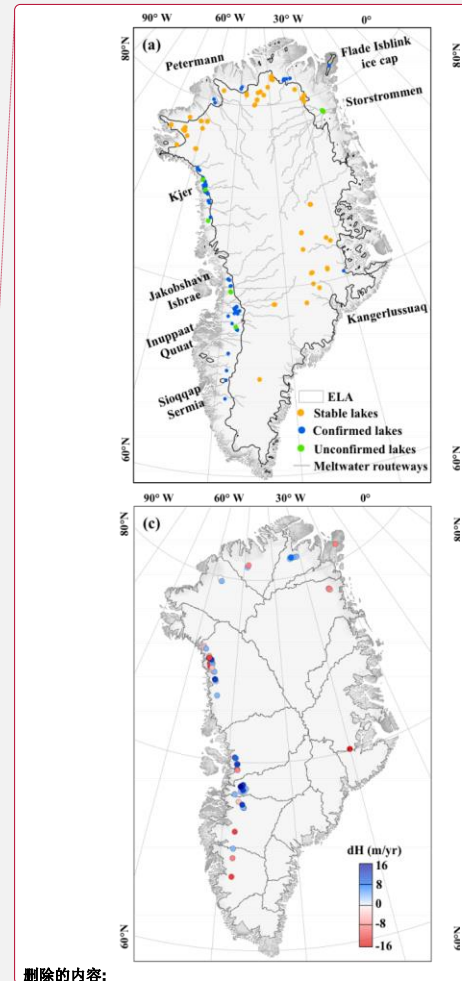 90° W 60° W 30° W 0°
80°N
80°N
(a)
Petermann
Flade Isblink
ice cap
Storstrommen
Kjer
Jakobshavn
Isbrae
Inuppaat
Quuat
Kangerlussuaq
Sioqqap
Sermia
ELA
Stable lakes
Confirmed lakes
Unconfirmed lakes
Meltwater routeways
60°N
60°N
90° W 60° W 30° W 0°
80°N
80°N
(c)
dH (m/yr)
16
8
0
-8
-16
60°N
60°N
删除的内容: